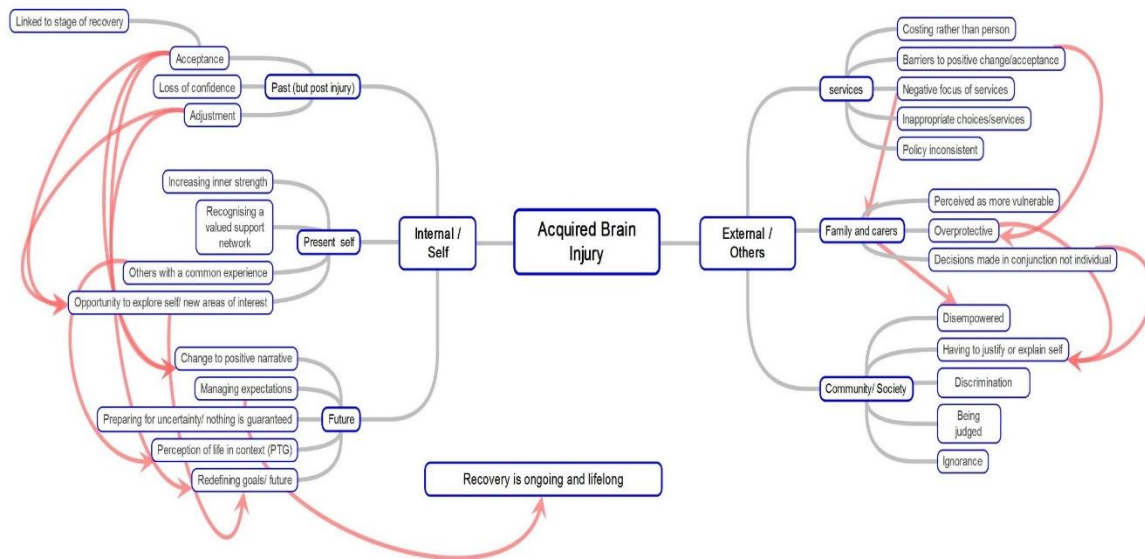 Linked to stage of recovery
Acceptance
Loss of confidence
Adjustment
Past (but post injury)
Increasing inner strength
Recognising a
valued support
network
Others with a common experience
Opportunity to explore self/ new areas of interest
Present self
Change to positive narrative
Managing expectations
Preparing for uncertainty/ nothing is guaranteed
Perception of life in context (PTG)
Redefining goals/ future
Future
Internal /
Self
Acquired Brain
Injury
Recovery is ongoing and lifelong
External /
Others
services
Costing rather than person
Barriers to positive change/acceptance
Negative focus of services
Inappropriate choices/services
Policy inconsistent
Family and carers
Perceived as more vulnerable
Overprotective
Decisions made in conjunction not individual
Community/ Society
Disempowered
Having to justify or explain self
Discrimination
Being
judged
Ignorance